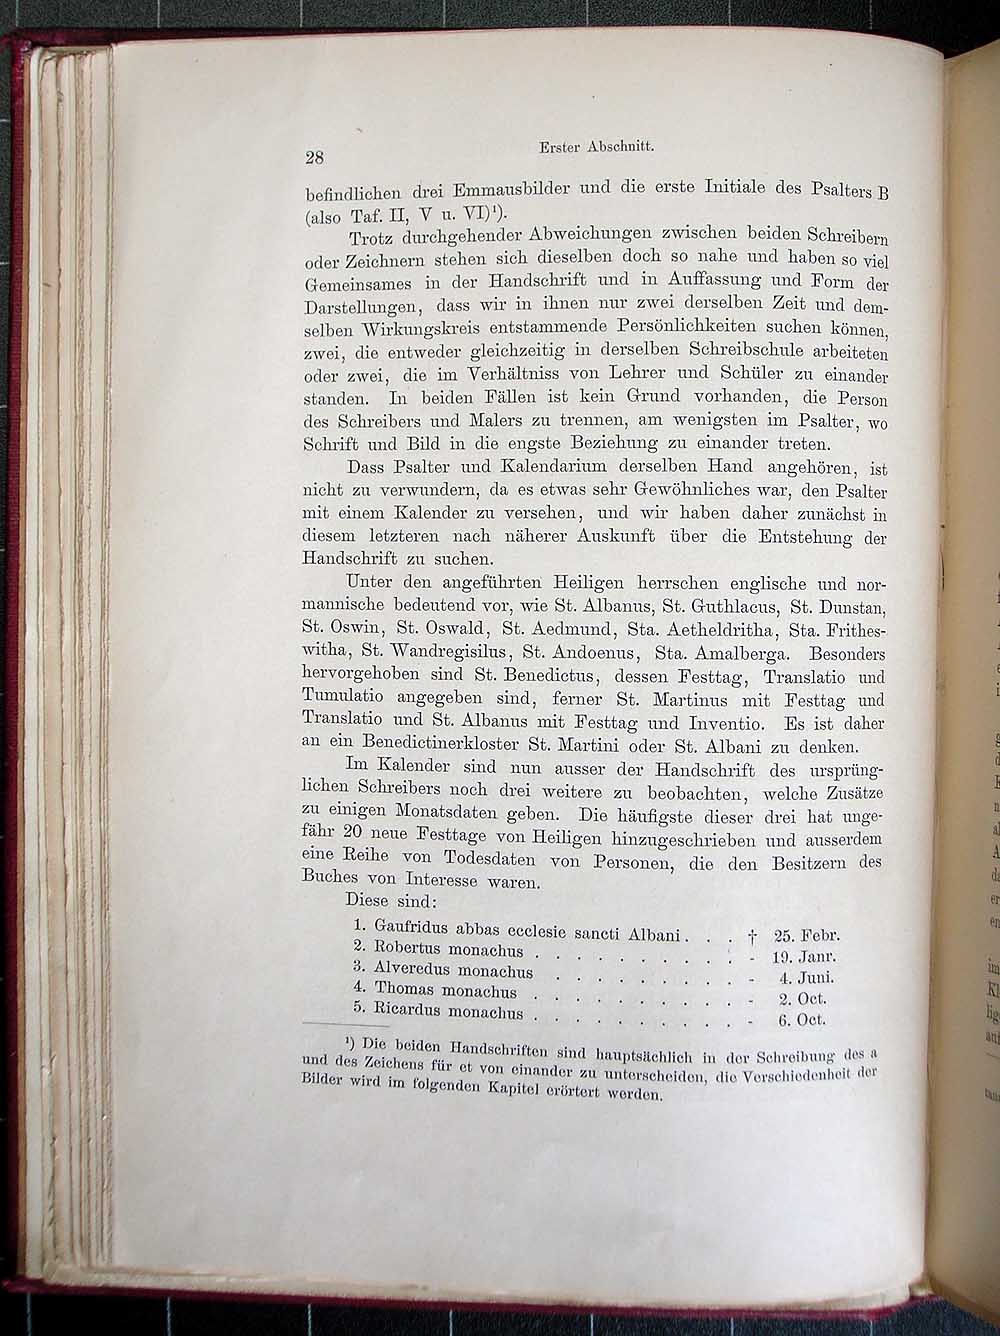 28
Erster Abschnitt.
befindlichen drei Emmausbilder und die erste Initiale des Psalters B
(also Taf. II, V u. VI)¹).
Trotz durchgehender Abweichungen zwischen beiden Schreibern
oder Zeichnern stehen sich dieselben doch so nahe und haben so viel
Gemeinsames in der Handschrift und in Auffassung und Form der
Darstellungen, dass wir in ihnen nur zwei derselben Zeit und dem-
selben Wirkungskreis entstammende Persönlichkeiten suchen können,
zwei, die entweder gleichzeitig in derselben Schreibschule arbeiteten
oder zwei, die im Verhältniss von Lehrer und Schüler zu einander
standen. In beiden Fällen ist kein Grund vorhanden, die Person
des Schreibers und Malers zu trennen, am wenigsten im Psalter, wo
Schrift und Bild in die engste Beziehung zu einander treten.
Dass Psalter und Kalendarium derselben Hand angehören, ist
nicht zu verwundern, da es etwas sehr Gewöhnliches war, den Psalter
mit einem Kalender zu versehen, und wir haben daher zunächst in
diesem letzteren nach näherer Auskunft über die Entstehung der
Handschrift zu suchen.
Unter den angeführten Heiligen herrschen englische und nor-
mannische bedeutend vor, wie St. Albanus, St. Guthlacus, St. Dunstan,
St. Oswin, St. Oswald, St. Aedmund, Sta. Aetheldritha, Sta. Frithes-
witha, St. Wandregisilus, St. Andoenus, Sta. Amalberga. Besonders
hervorgehoben sind St. Benedictus, dessen Festtag, Translatio und
Tumulatio angegeben sind, ferner St. Martinus mit Festtag und
Translatio und St. Albanus mit Festtag und Inventio. Es ist daher
an ein Benedictinerkloster St. Martini oder St. Albani zu denken.
Im Kalender sind nun ausser der Handschrift des ursprüng-
lichen Schreibers noch drei weitere zu beobachten, welche Zusätze
zu einigen Monatsdaten geben. Die häufigste dieser drei hat unge-
fähr 20 neue Festtage von Heiligen hinzugeschrieben und ausserdem
eine Reihe von Todesdaten von Personen, die den Besitzern des
Buches von Interesse waren.
Diese sind:
1. Gaufridus abbas ecclesie sancti Albani . . . † 25. Febr.
2. Robertus monachus . . . . . . . . . . - 19. Janr.
3. Alveredus monachus . . . . . . . . . - 4. Juni.
4. Thomas monachus . . . . . . . . . . - 2. Oct.
5. Ricardus monachus . . . . . . . . . . - 6. Oct.
¹) Die beiden Handschriften sind hauptsächlich in der Schreibung des a
und des Zeichens für et von einander zu unterscheiden, die Verschiedenheit der
Bilder wird im folgenden Kapitel erörtert werden.